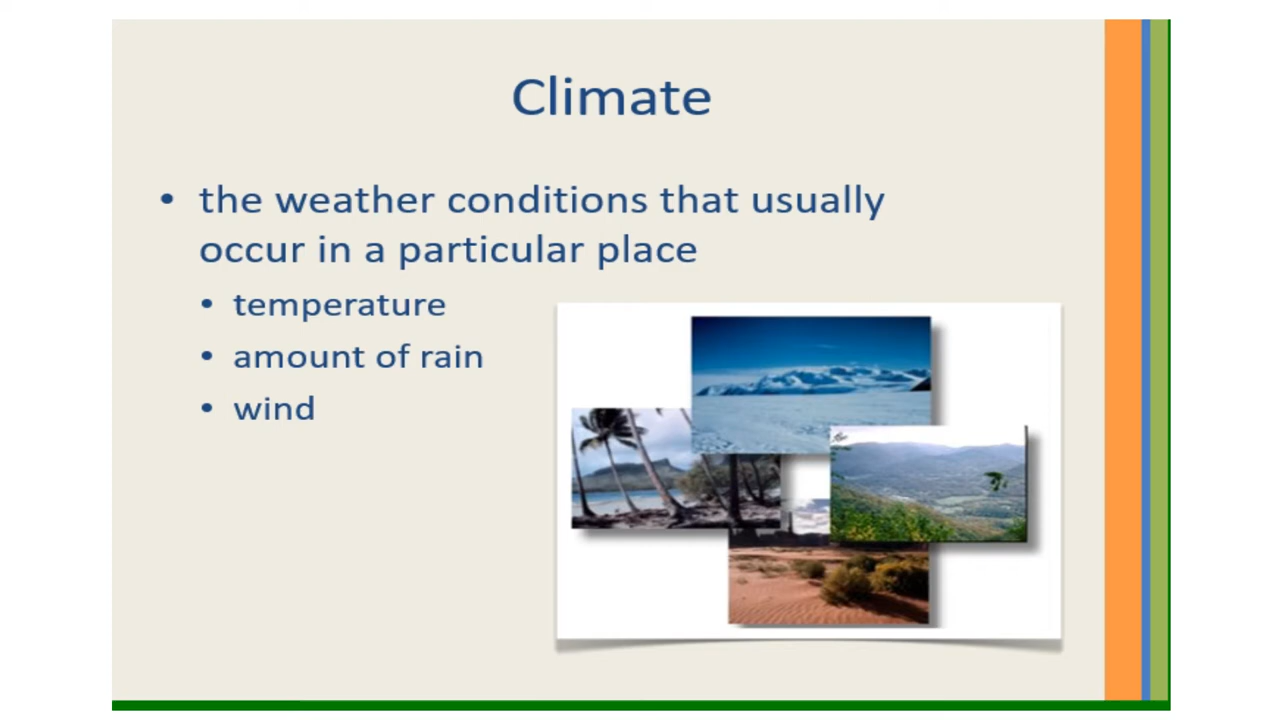 Climate
• the weather conditions that usually
occur in a particular place
• temperature
• amount of rain
• wind